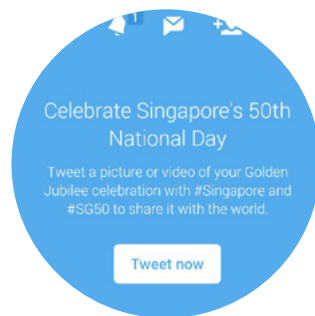 1
Celebrate Singapore's 50th
National Day
Tweet a picture or video of your Golden
Jubilee celebration with #Singapore and
#SG50 to share it with the world.
Tweet now